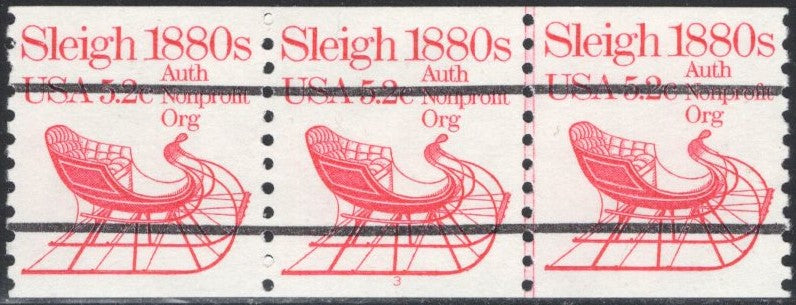 Sleigh 1880s
USA 5.2c Auth
Nonprofit
Org
Sleigh 1880s
USA 5.2c Auth
Nonprofit
Org
3
Sleigh 1880s
USA 5.2c Auth
Nonprofit
Org